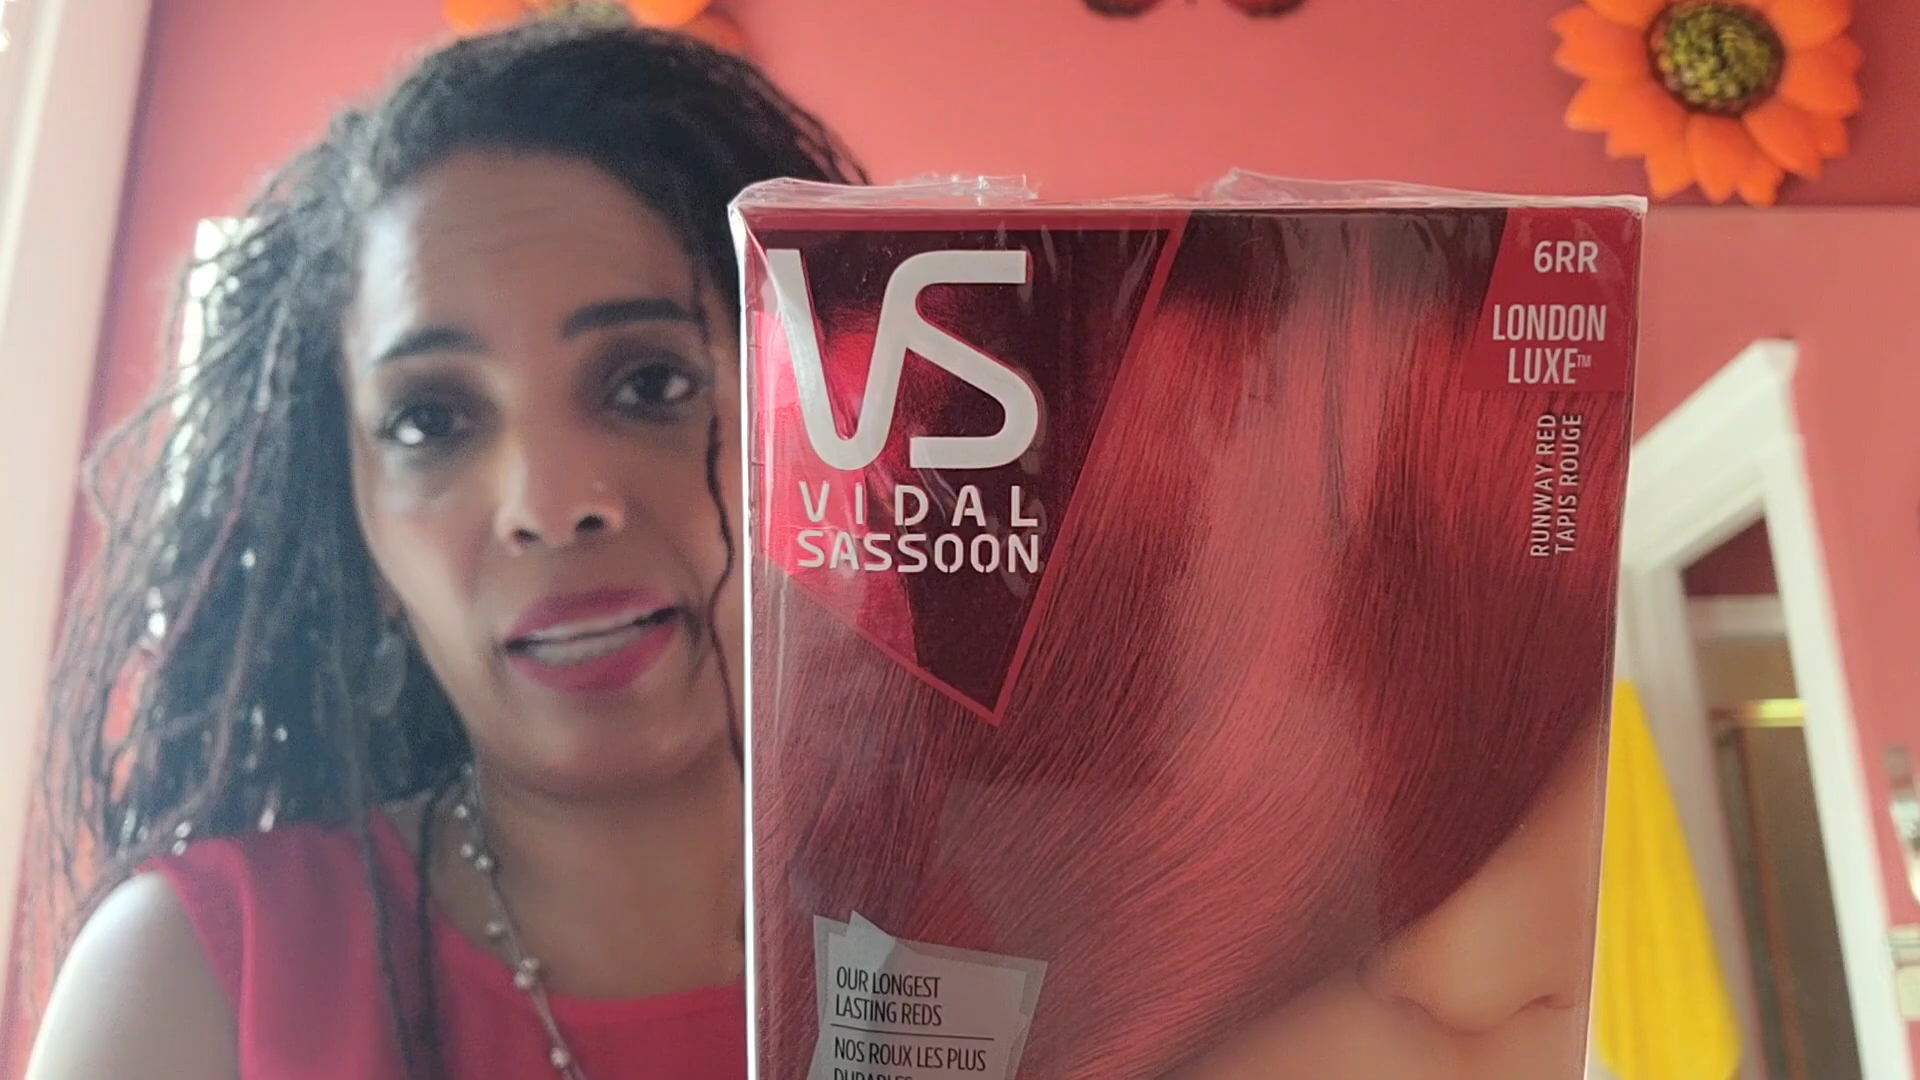 VS
VIDAL
SASSOON
6RR
LONDON
LUXE™
RUNWAY RED
TAPIS ROUGE
OUR LONGEST
LASTING REDS
NOS ROUX LES PLUS